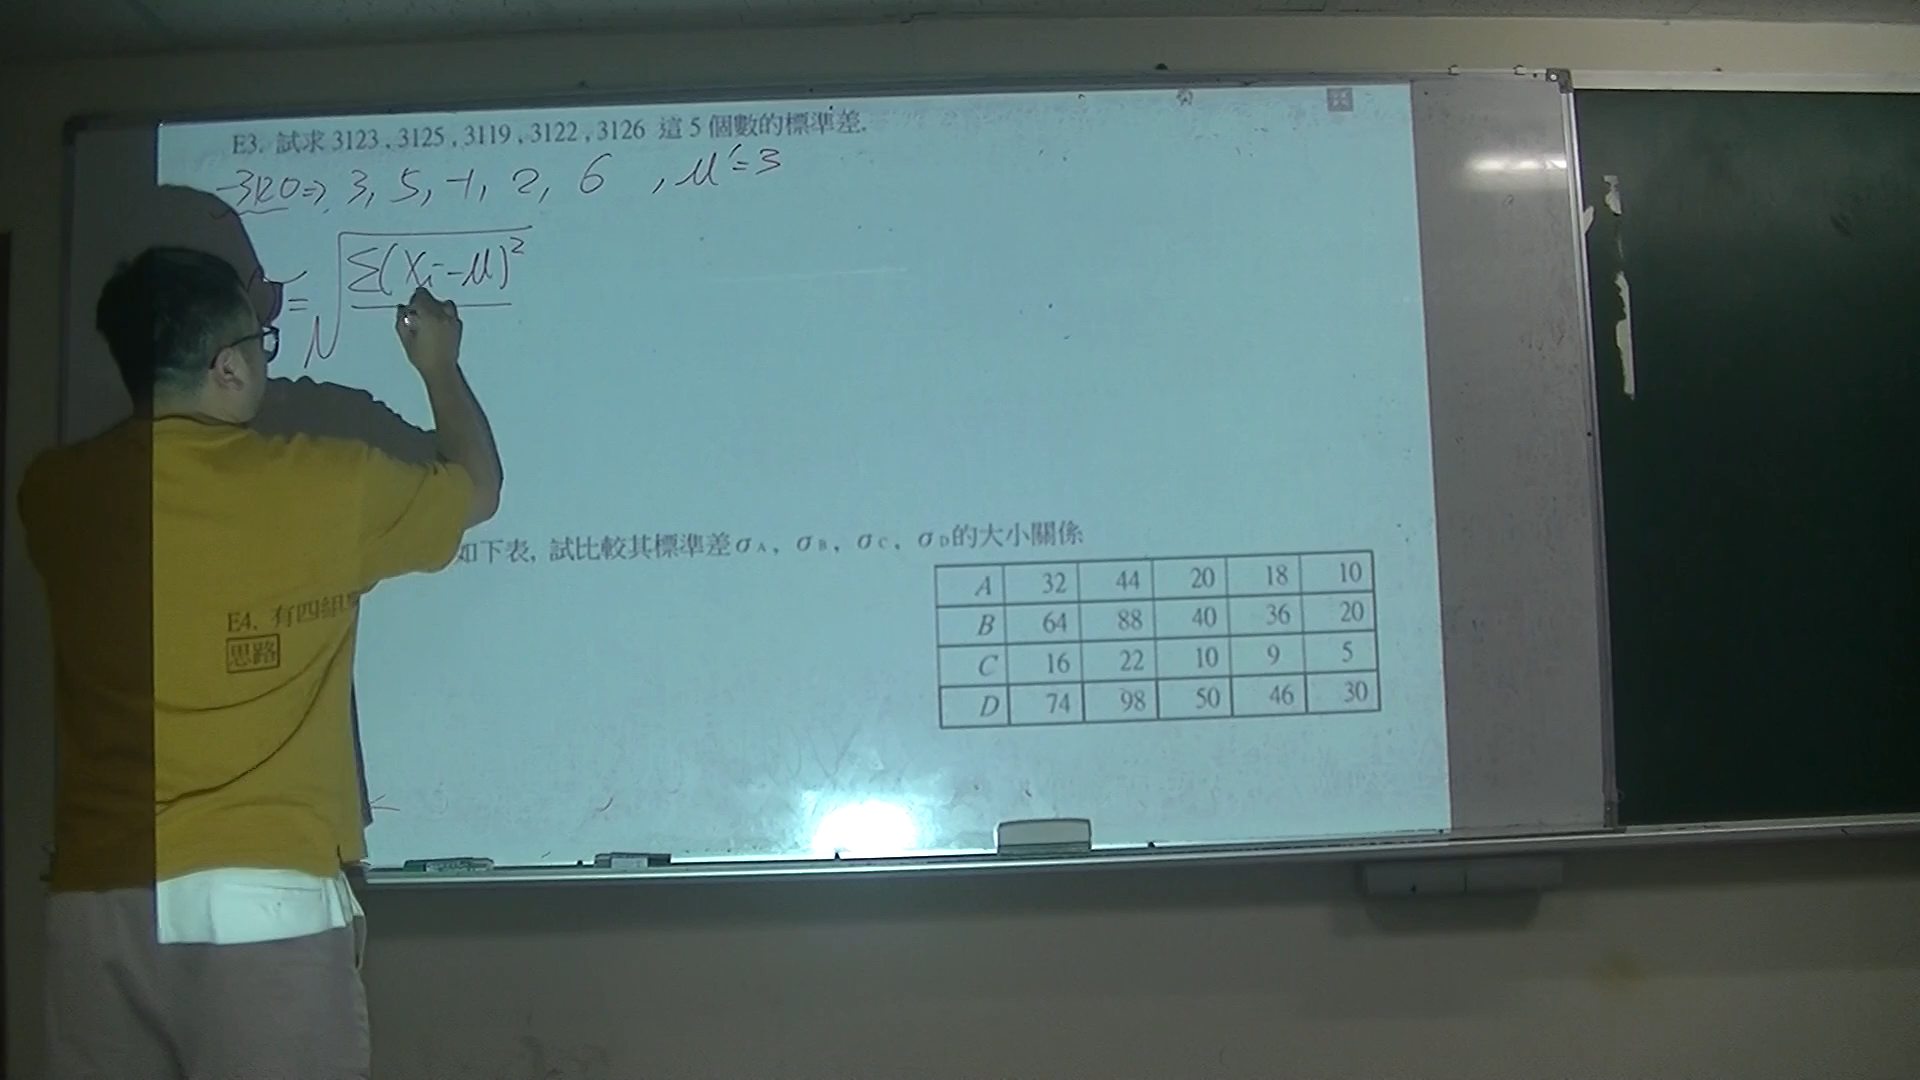 E3. 試求 3123 , 3125 , 3119 , 3122 , 3126 這 5 個數的標準差.
-3120⇒ 3, 5, -1, 2, 6 , μ'=3
= √Σ(Xi-μ)²
E4. 有四組 如下表, 試比較其標準差σA, σB, σC, σD的大小關係
思路
A 32 44 20 18 10
B 64 88 40 36 20
C 16 22 10 9 5
D 74 98 50 46 30